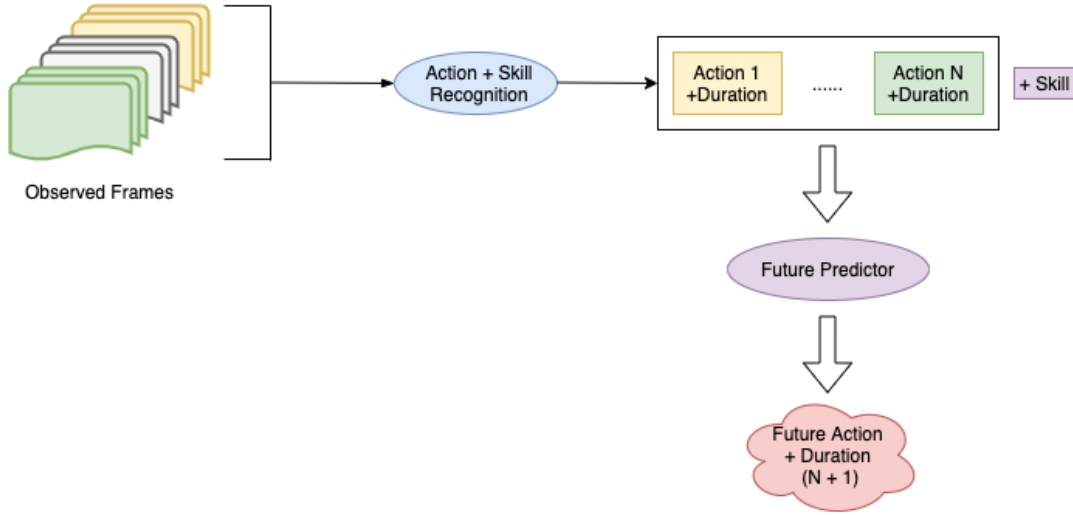 Observed Frames
Action + Skill
Recognition
Action 1
+Duration
......
Action N
+Duration
+ Skill
Future Predictor
Future Action
+ Duration
(N + 1)